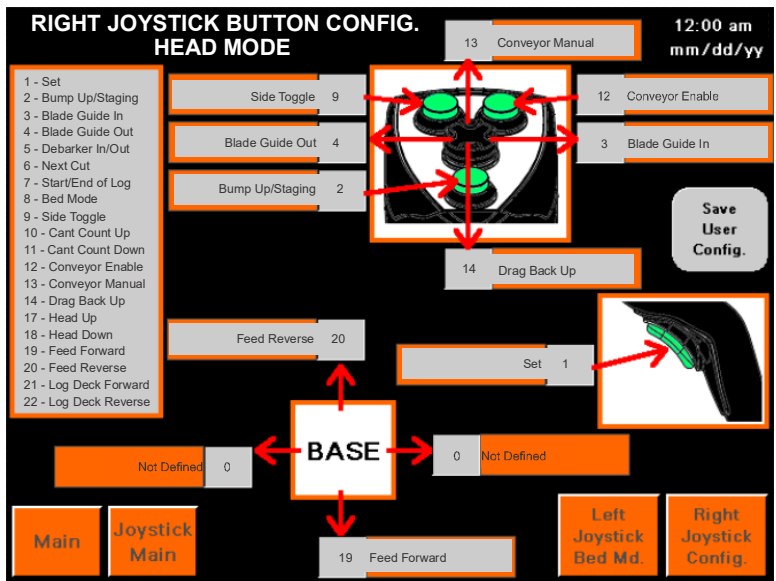 RIGHT JOYSTICK BUTTON CONFIG.
HEAD MODE
12:00 am
mm/dd/yy
13 Conveyor Manual
1 - Set
2 - Bump Up/Staging
3 - Blade Guide In
4 - Blade Guide Out
5 - Debarker In/Out
6 - Next Cut
7 - Start/End of Log
8 - Bed Mode
9 - Side Toggle
10 - Cant Count Up
11 - Cant Count Down
12 - Conveyor Enable
13 - Conveyor Manual
14 - Drag Back Up
17 - Head Up
18 - Head Down
19 - Feed Forward
20 - Feed Reverse
21 - Log Deck Forward
22 - Log Deck Reverse
Side Toggle 9
12 Conveyor Enable
Blade Guide Out 4
3 Blade Guide In
Bump Up/Staging 2
Save
User
Config.
14 Drag Back Up
Feed Reverse 20
Set 1
BASE
Not Defined 0
0 Not Defined
19 Feed Forward
Main
Joystick
Main
Left
Joystick
Bed Md.
Right
Joystick
Config.